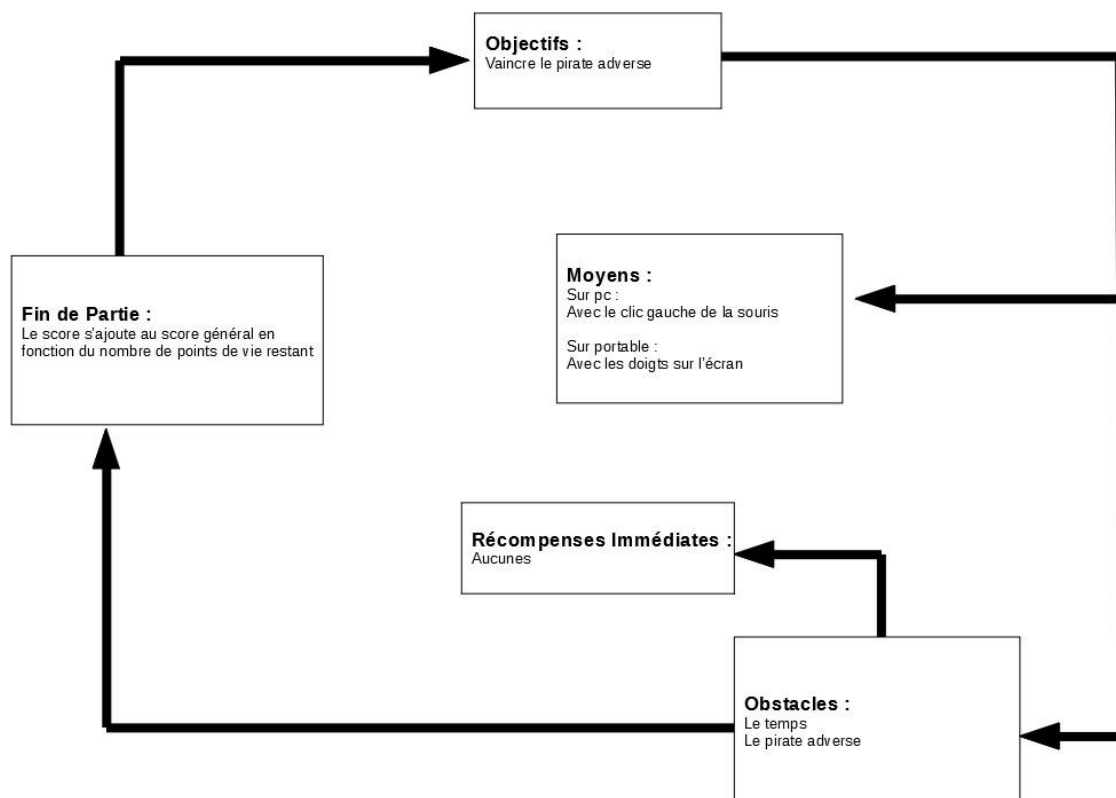 Objectifs :
Vaincre le pirate adverse
Moyens :
Sur pc :
Avec le clic gauche de la souris
Sur portable :
Avec les doigts sur l'écran
Fin de Partie :
Le score s'ajoute au score général en
fonction du nombre de points de vie restant
Récompenses Immédiates :
Aucunes
Obstacles :
Le temps
Le pirate adverse